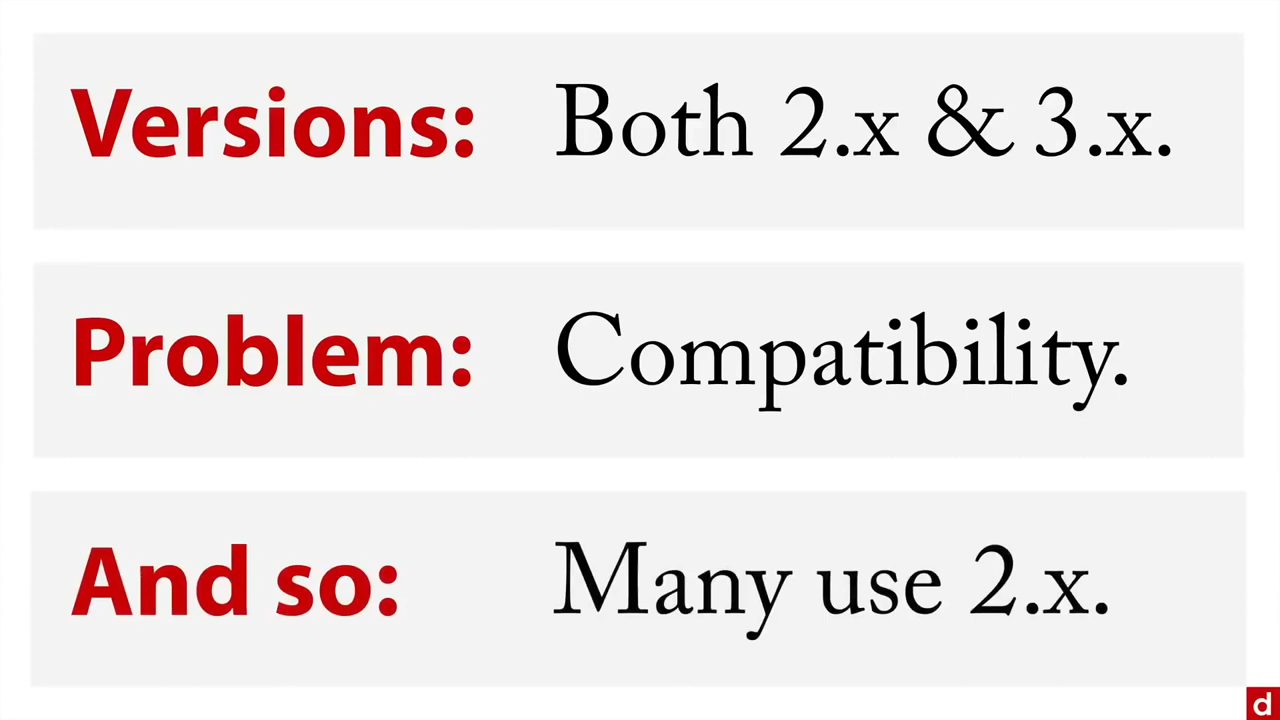 Versions: Both 2.x & 3.x.
Problem: Compatibility.
And so: Many use 2.x.
d